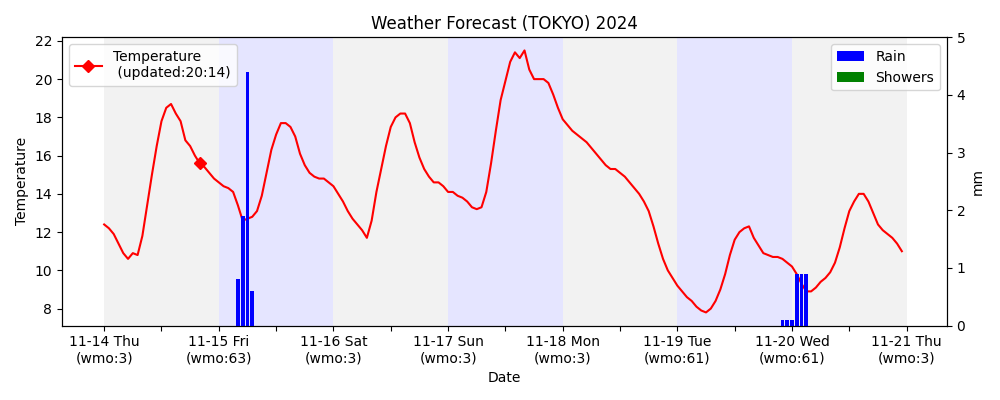 Weather Forecast (TOKYO) 2024
Temperature
(updated:20:14)
Rain
Showers
22
20
18
16
14
12
10
8
Temperature
5
4
3
2
1
0
mm
11-14 Thu
(wmo:3)
11-15 Fri
(wmo:63)
11-16 Sat
(wmo:3)
11-17 Sun
(wmo:3)
11-18 Mon
(wmo:3)
11-19 Tue
(wmo:61)
11-20 Wed
(wmo:61)
11-21 Thu
(wmo:3)
Date